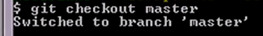 $ git checkout master
Switched to branch 'master'